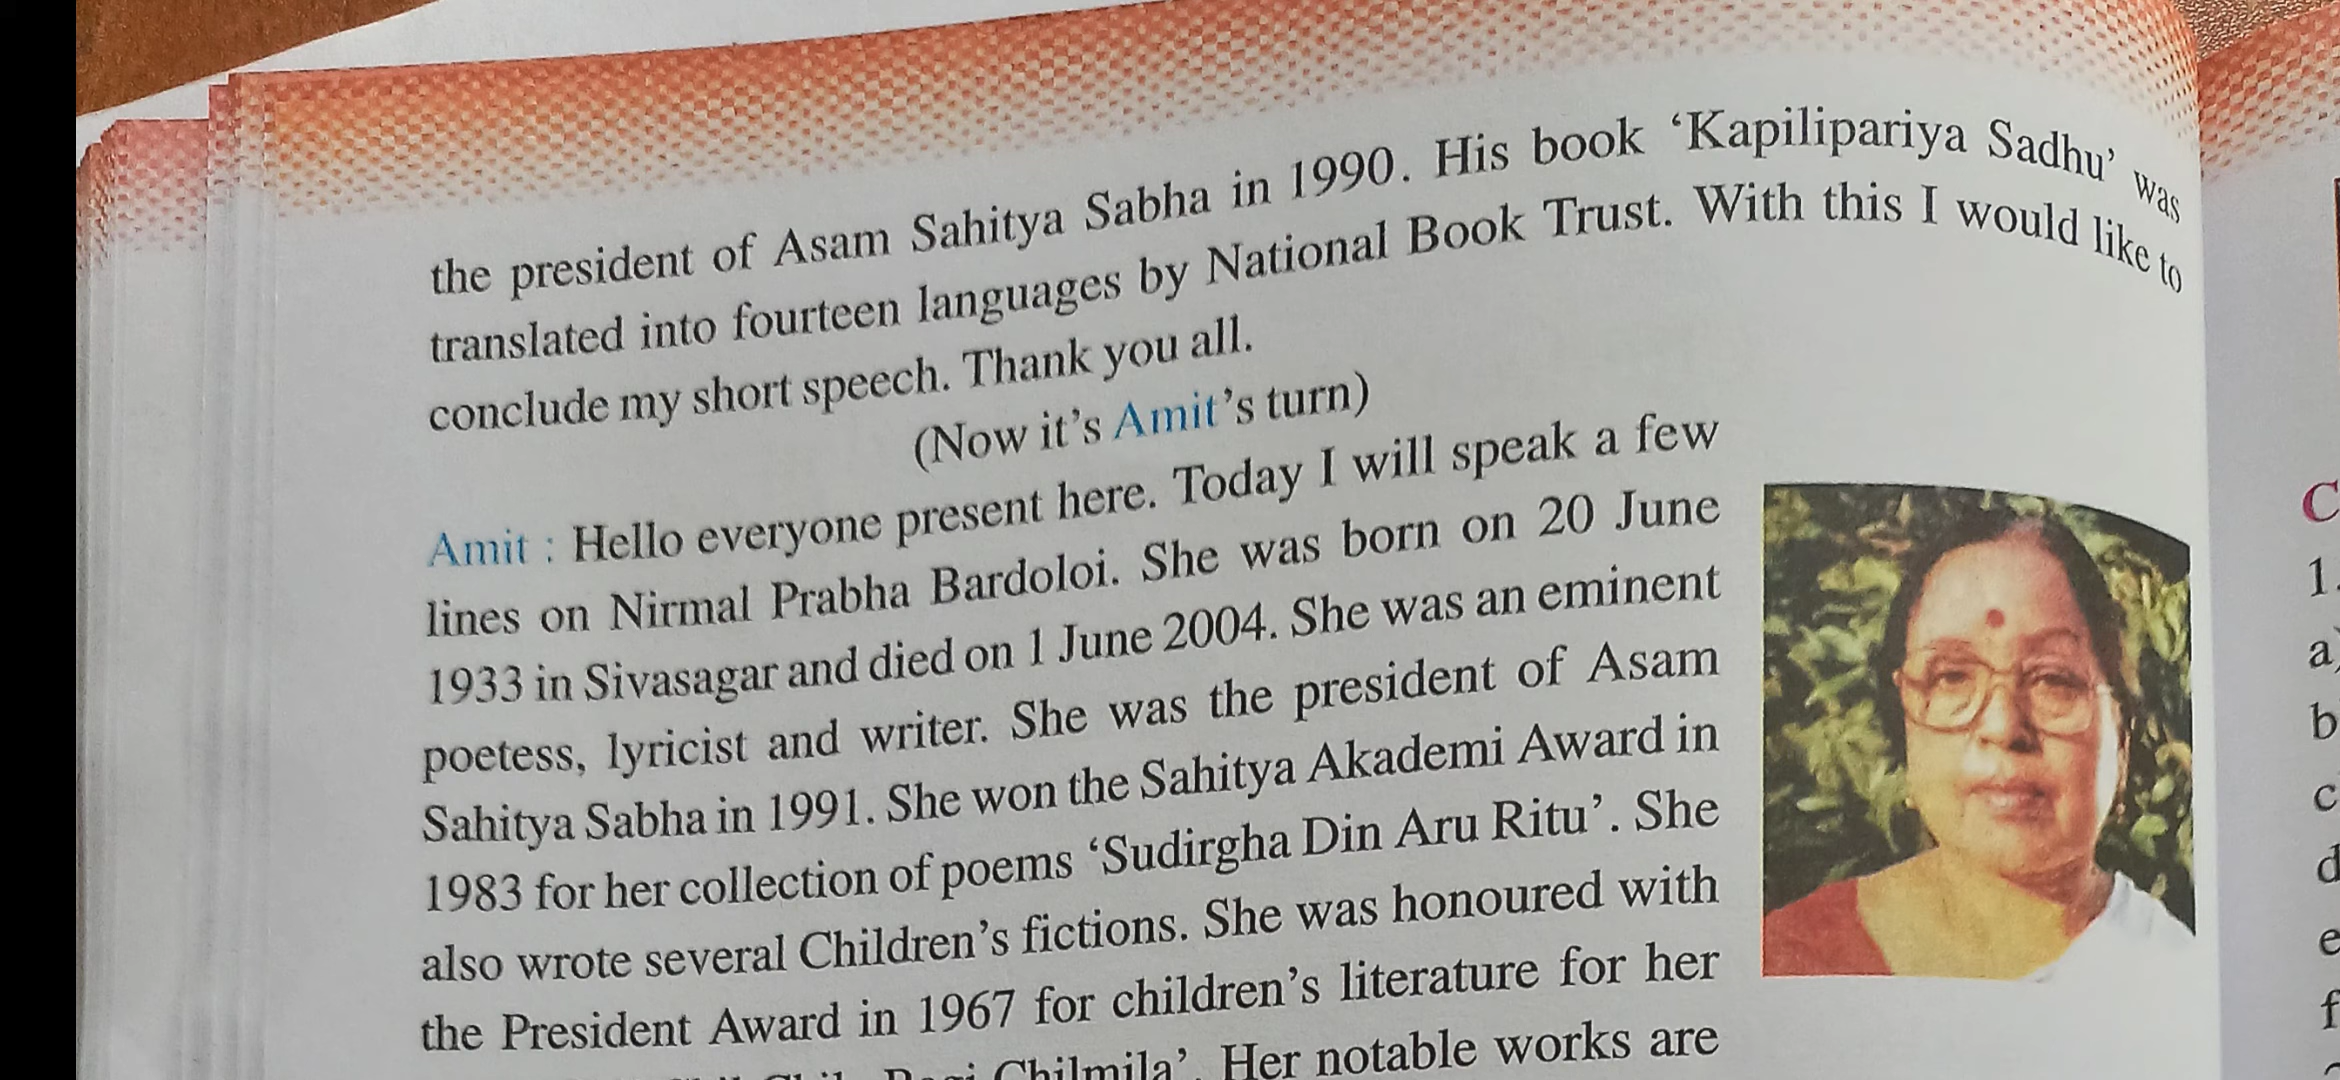 the president of Asam Sahitya Sabha in 1990. His book ‘Kapilipariya Sadhu’ was
translated into fourteen languages by National Book Trust. With this I would like to
conclude my short speech. Thank you all.
(Now it’s Amit’s turn)
Amit : Hello everyone present here. Today I will speak a few
lines on Nirmal Prabha Bardoloi. She was born on 20 June
1933 in Sivasagar and died on 1 June 2004. She was an eminent
poetess, lyricist and writer. She was the president of Asam
Sahitya Sabha in 1991. She won the Sahitya Akademi Award in
1983 for her collection of poems ‘Sudirgha Din Aru Ritu’. She
also wrote several Children’s fictions. She was honoured with
the President Award in 1967 for children’s literature for her
Chilmila’. Her notable works are
C
1.
a)
b
c
d
e
f